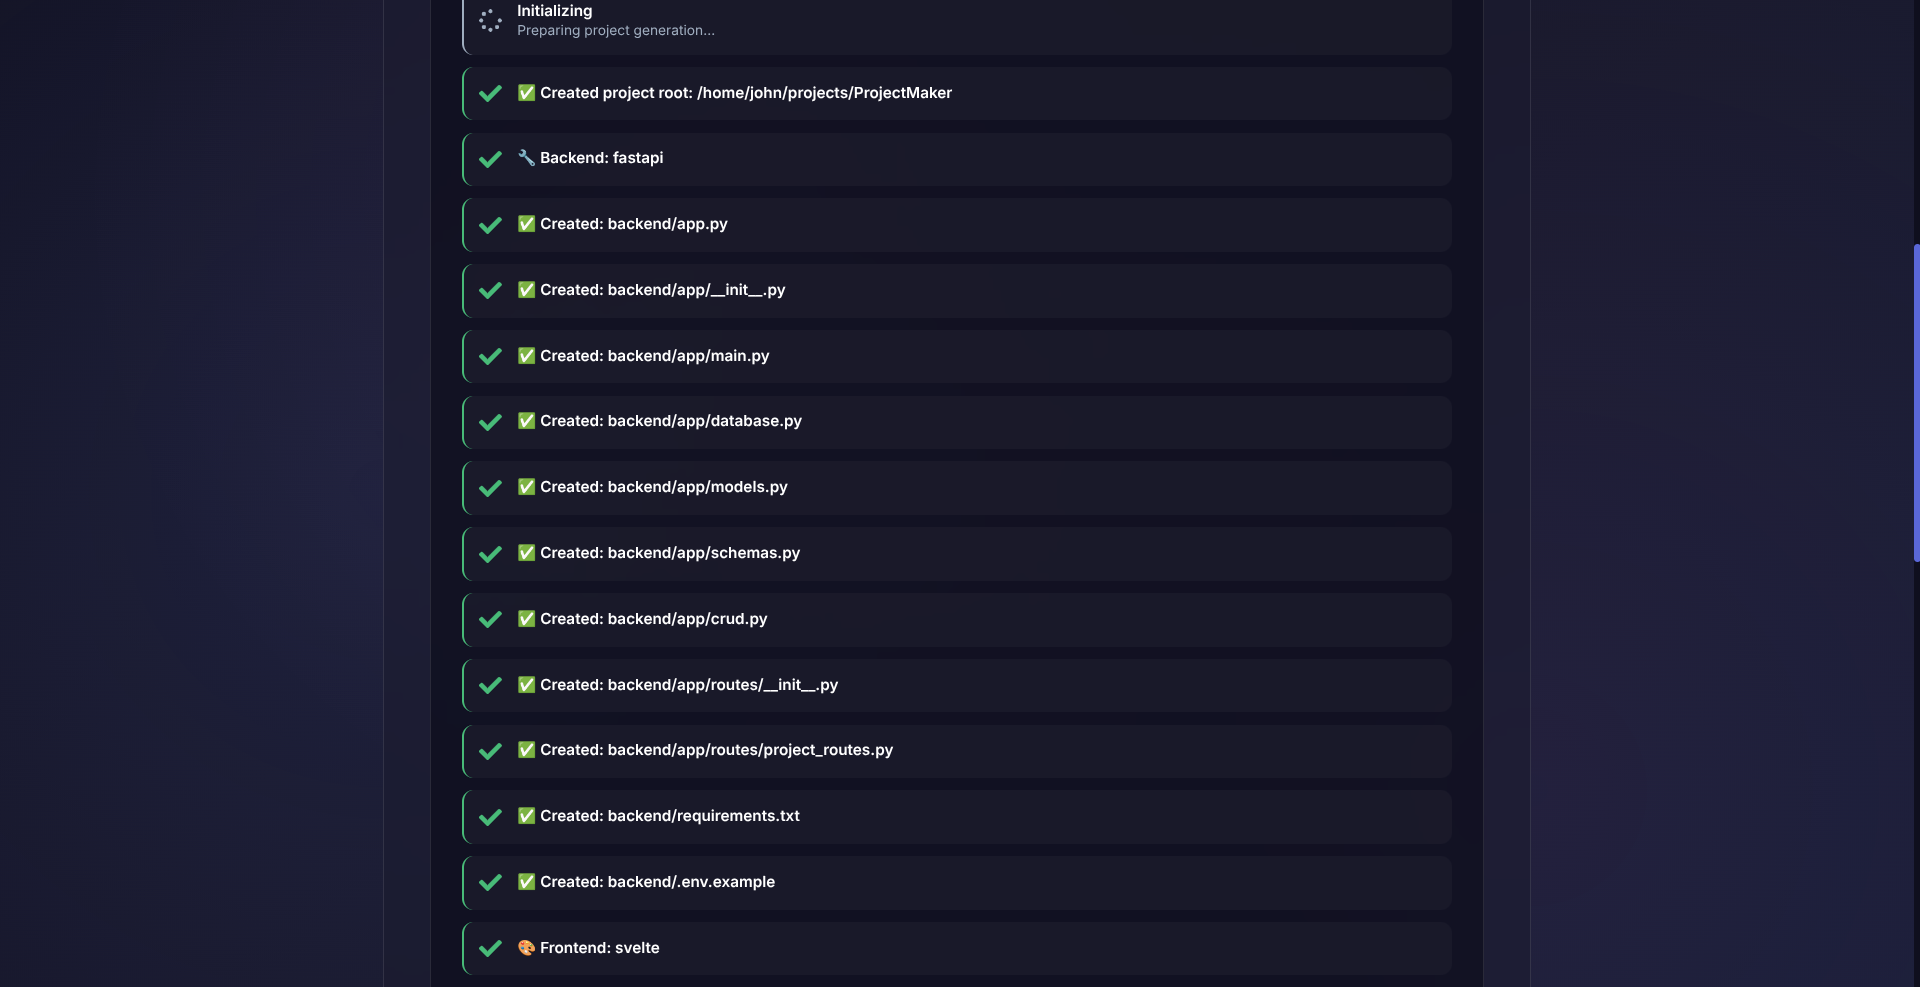 Initializing
Preparing project generation...
✅ Created project root: /home/john/projects/ProjectMaker
🔧 Backend: fastapi
✅ Created: backend/app.py
✅ Created: backend/app/__init__.py
✅ Created: backend/app/main.py
✅ Created: backend/app/database.py
✅ Created: backend/app/models.py
✅ Created: backend/app/schemas.py
✅ Created: backend/app/crud.py
✅ Created: backend/app/routes/__init__.py
✅ Created: backend/app/routes/project_routes.py
✅ Created: backend/requirements.txt
✅ Created: backend/.env.example
🎨 Frontend: svelte